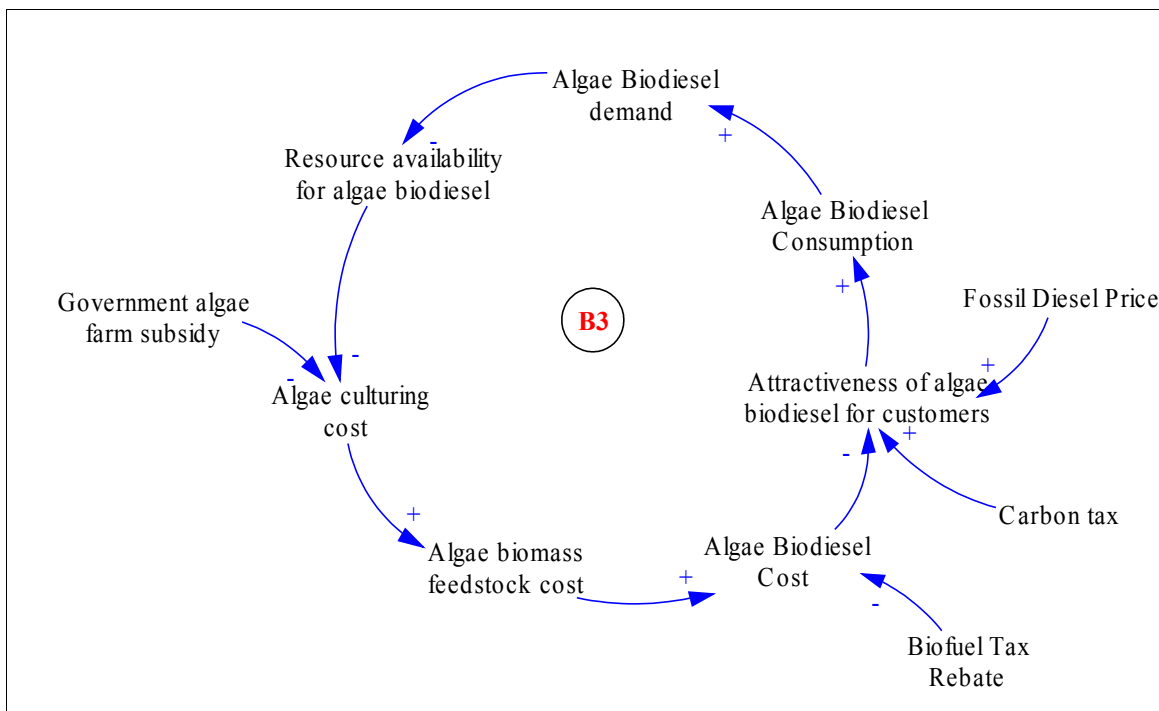 Algae Biodiesel
demand
+
-
Resource availability
for algae biodiesel
Algae Biodiesel
Consumption
+
Government algae
farm subsidy
B3
Fossil Diesel Price
-
-
+
Algae culturing
cost
Attractiveness of algae
biodiesel for customers
+
-
+
Carbon tax
Algae biomass
feedstock cost
+
Algae Biodiesel
Cost
-
Biofuel Tax
Rebate